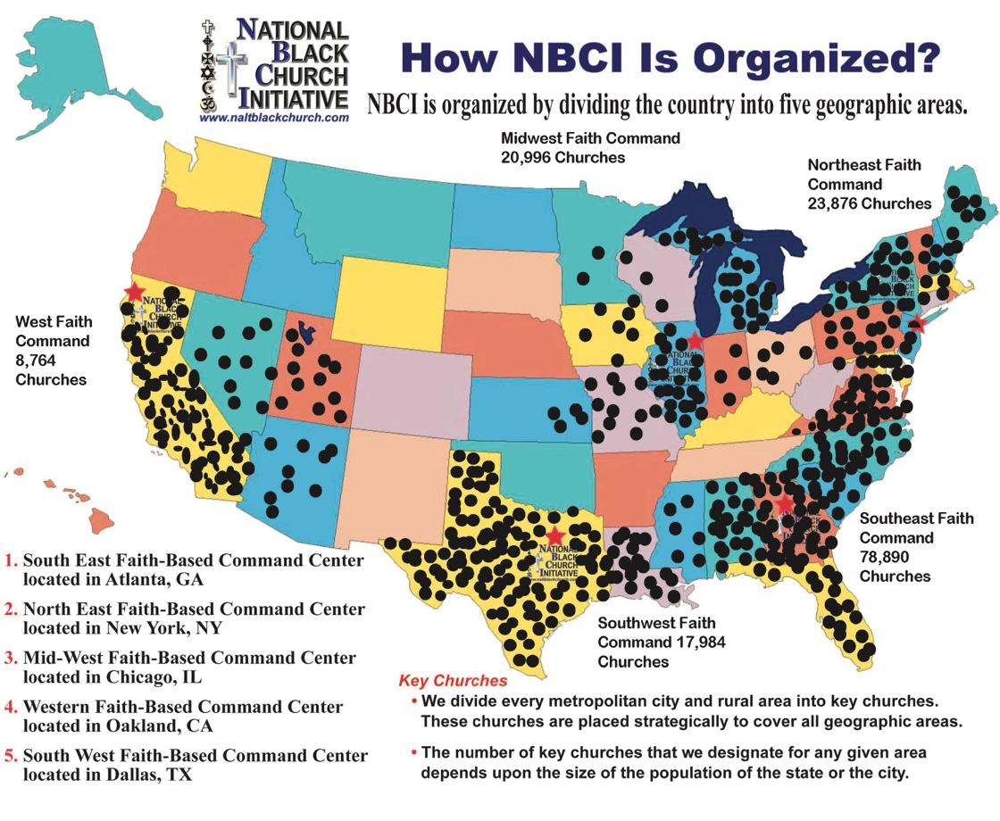 NATIONAL
BLACK
CHURCH
INITIATIVE
www.naltblackchurch.com
How NBCI Is Organized?
NBCI is organized by dividing the country into five geographic areas.
Midwest Faith Command
20,996 Churches
Northeast Faith
Command
23,876 Churches
West Faith
Command
8,764
Churches
NATIONAL
BLACK
CHURCH
INITIATIVE
Southeast Faith
Command
78,890
Churches
Southwest Faith
Command 17,984
Churches
1. South East Faith-Based Command Center
located in Atlanta, GA
2. North East Faith-Based Command Center
located in New York, NY
3. Mid-West Faith-Based Command Center
located in Chicago, IL
4. Western Faith-Based Command Center
located in Oakland, CA
5. South West Faith-Based Command Center
located in Dallas, TX
Key Churches
• We divide every metropolitan city and rural area into key churches.
These churches are placed strategically to cover all geographic areas.
• The number of key churches that we designate for any given area
depends upon the size of the population of the state or the city.